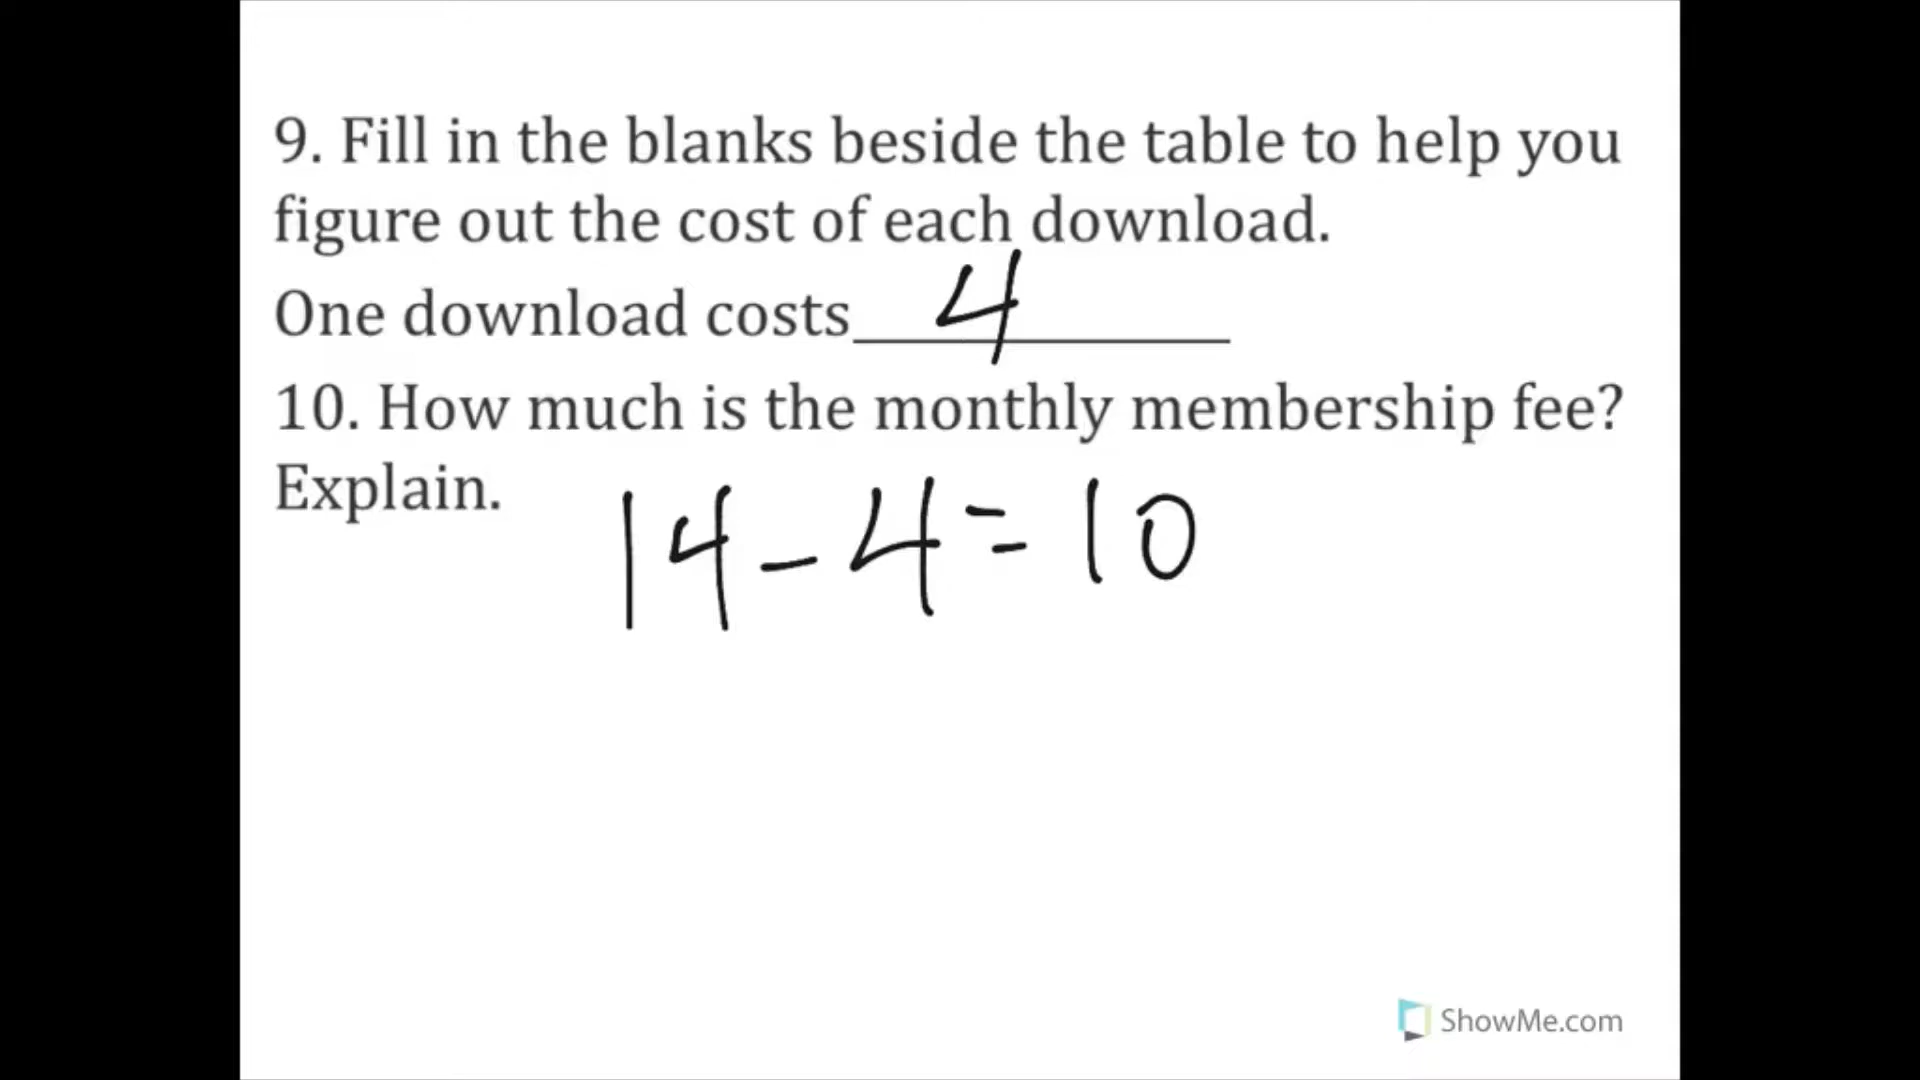 9. Fill in the blanks beside the table to help you
figure out the cost of each download.
One download costs__________ 4
10. How much is the monthly membership fee?
Explain.
14 - 4 = 10
ShowMe.com